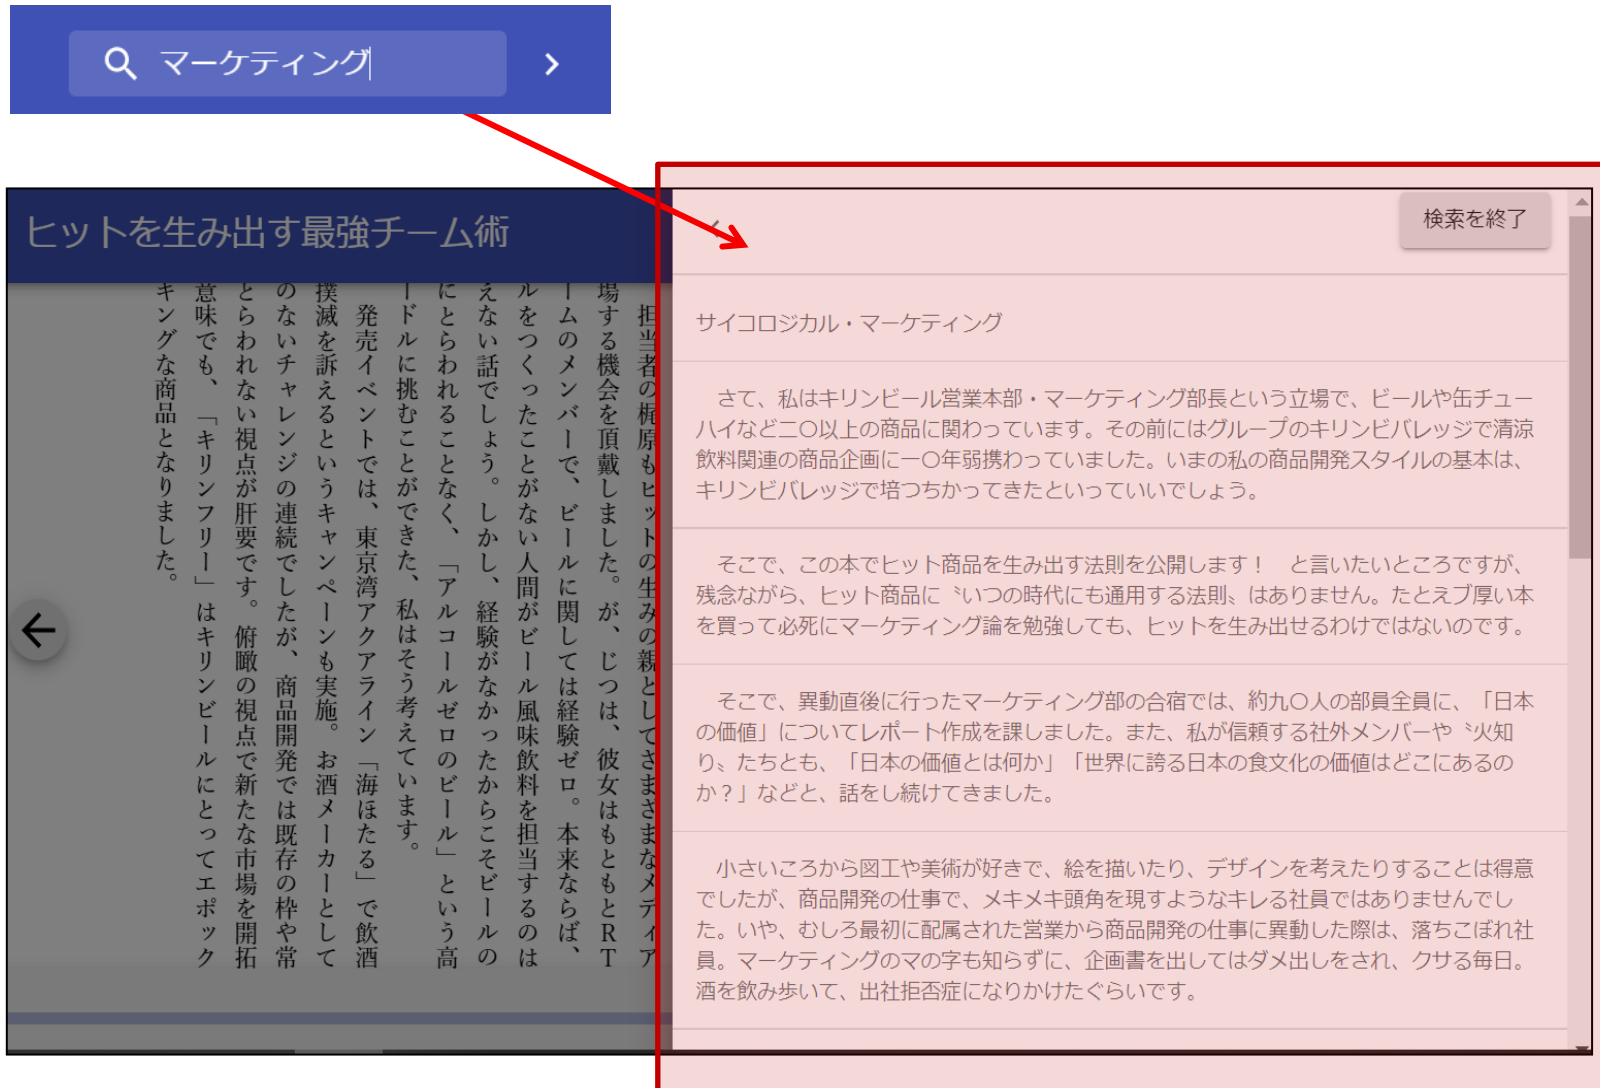 マーケティング
ヒットを生み出す最強チーム術
検索を終了
担当者の梶原もヒットの生みの親としてさまざまなメディア
場する機会を頂戴しました。が、じつは、彼女はもともとRT
ームのメンバーで、ビールに関しては経験ゼロ。本来ならば、
ルをつくったことがない人間がビール風味飲料を担当するのは
えない話でしょう。しかし、経験がなかったからこそビールの
にとらわれることなく、「アルコールゼロのビール」という高
ードルに挑むことができた、私はそう考えています。
発売イベントでは、東京湾アクアライン「海ほたる」で飲酒
撲滅を訴えるというキャンペーンも実施。お酒メーカーとして
のないチャレンジの連続でしたが、商品開発では既存の枠や常
とらわれない視点が肝要です。俯瞰の視点で新たな市場を開拓
意味でも、「キリンフリー」はキリンビールにとってエポック
キングな商品となりました。
サイコロジカル・マーケティング
さて、私はキリンビール営業本部・マーケティング部長という立場で、ビールや缶チュー
ハイなど二〇以上の商品に関わっています。その前にはグループのキリンビバレッジで清涼
飲料関連の商品企画に一〇年弱携わっていました。いまの私の商品開発スタイルの基本は、
キリンビバレッジで培つちかってきたといっていいでしょう。
そこで、この本でヒット商品を生み出す法則を公開します！　と言いたいところですが、
残念ながら、ヒット商品に〝いつの時代にも通用する法則〟はありません。たとえブ厚い本
を買って必死にマーケティング論を勉強しても、ヒットを生み出せるわけではないのです。
そこで、異動直後に行ったマーケティング部の合宿では、約九〇人の部員全員に、「日本
の価値」についてレポート作成を課しました。また、私が信頼する社外メンバーや〝火知
り〟たちとも、「日本の価値とは何か」「世界に誇る日本の食文化の価値はどこにあるの
か？」などと、話をし続けてきました。
小さいころから図工や美術が好きで、絵を描いたり、デザインを考えたりすることは得意
でしたが、商品開発の仕事で、メキメキ頭角を現すようなキレる社員ではありませんでし
た。いや、むしろ最初に配属された営業から商品開発の仕事に異動した際は、落ちこぼれ社
員。マーケティングのマの字も知らずに、企画書を出してはダメ出しをされ、クサる毎日。
酒を飲み歩いて、出社拒否症になりかけたぐらいです。